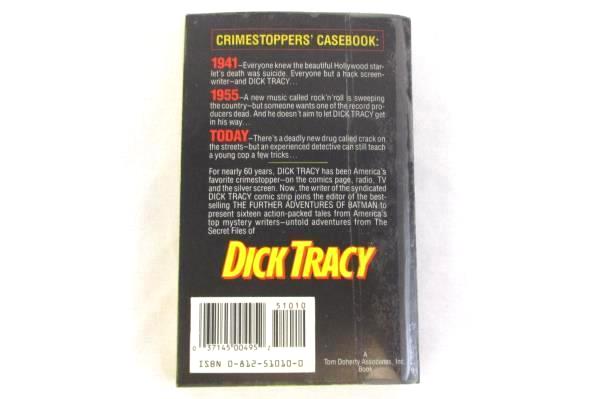 CRIMESTOPPERS' CASEBOOK:
1941–Everyone knew the beautiful Hollywood star-
let's death was suicide. Everyone but a hack screen-
writer–and DICK TRACY...
1955–A new music called rock'n'roll is sweeping
the country–but someone wants one of the record pro-
ducers dead. And he doesn't aim to let DICK TRACY get
in his way...
TODAY–There's a deadly new drug called crack on
the streets–but an experienced detective can still teach
a young cop a few tricks...
For nearly 60 years, DICK TRACY has been America's
favorite crimestopper–on the comics page, radio, TV
and the silver screen. Now, the writer of the syndicated
DICK TRACY comic strip joins the editor of the best-
selling THE FURTHER ADVENTURES OF BATMAN to
present sixteen action-packed tales from America's
top mystery writers–untold adventures from The
Secret Files of
DICK TRACY
51010
0 37145 00495 2
ISBN 0-812-51010-0
A
Tom Doherty Associates, Inc.
Book